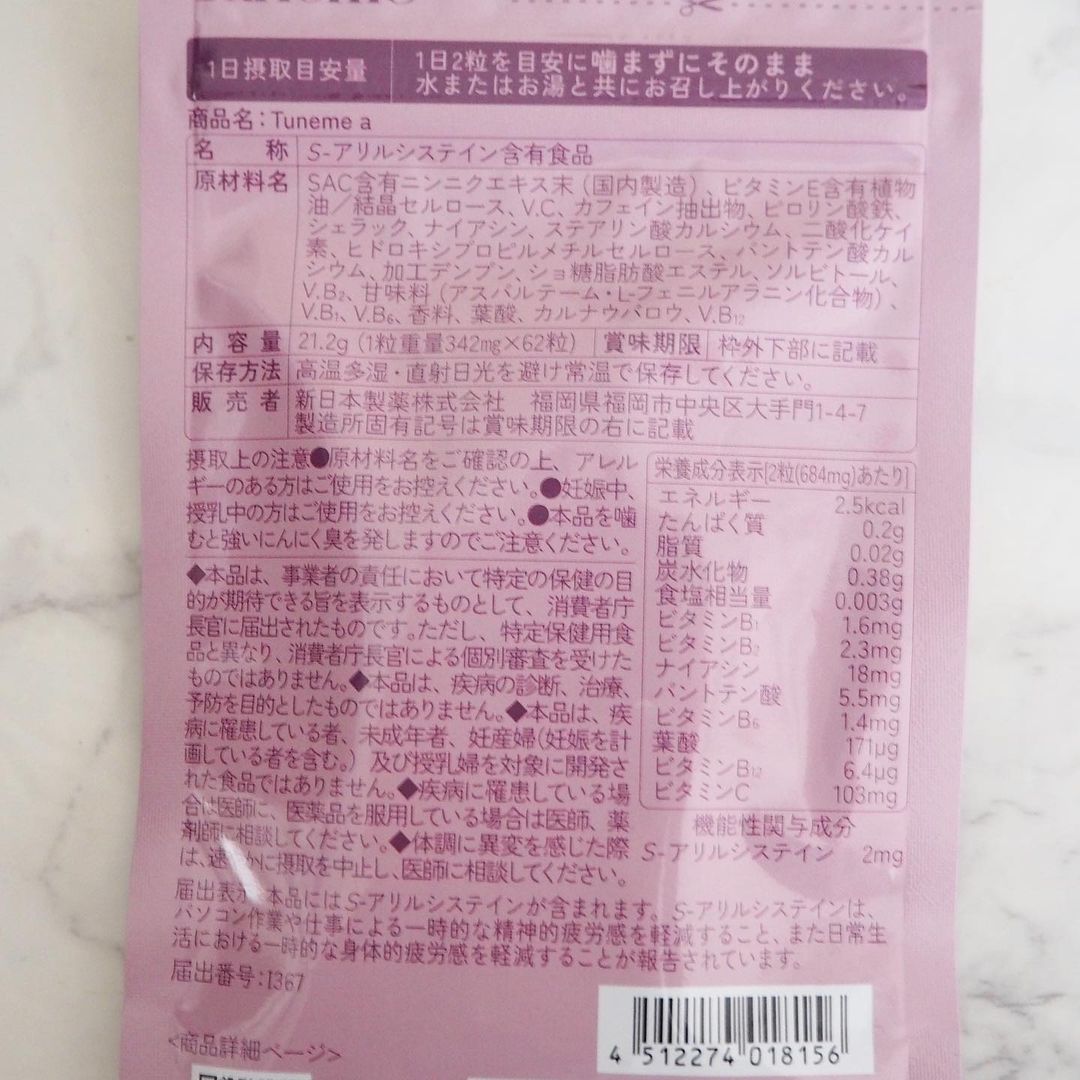 1日摂取目安量
1日2粒を目安に噛まずにそのまま
水またはお湯と共にお召し上がりください。
商品名：Tuneme a
名　称　S-アリルシステイン含有食品
原材料名　SAC含有ニンニクエキス末（国内製造）、ビタミンE含有植物
油／結晶セルロース、V.C、カフェイン抽出物、ピロリン酸鉄、
シェラック、ナイアシン、ステアリン酸カルシウム、二酸化ケイ
素、ヒドロキシプロピルメチルセルロース、パントテン酸カル
シウム、加工デンプン、ショ糖脂肪酸エステル、ソルビトール、
V.B₂、甘味料（アスパルテーム・L-フェニルアラニン化合物）、
V.B₁、V.B₆、香料、葉酸、カルナウバロウ、V.B₁₂
内容量　21.2g（1粒重量342mg×62粒）　賞味期限　枠外下部に記載
保存方法　高温多湿・直射日光を避け常温で保存してください。
販売者　新日本製薬株式会社　福岡県福岡市中央区大手門1-4-7
製造所固有記号は賞味期限の右に記載
摂取上の注意●原材料名をご確認の上、アレル
ギーのある方はご使用をお控えください。●妊娠中、
授乳中の方はご使用をお控えください。●本品を噛
むと強いにんにく臭を発しますのでご注意ください。
◆本品は、事業者の責任において特定の保健の目
的が期待できる旨を表示するものとして、消費者庁
長官に届出されたものです。ただし、特定保健用食
品と異なり、消費者庁長官による個別審査を受けた
ものではありません。◆本品は、疾病の診断、治療、
予防を目的としたものではありません。◆本品は、疾
病に罹患している者、未成年者、妊産婦（妊娠を計
画している者を含む。）及び授乳婦を対象に開発さ
れた食品ではありません。◆疾病に罹患している場
合は医師に、医薬品を服用している場合は医師、薬
剤師に相談してください。◆体調に異変を感じた際
は、速やかに摂取を中止し、医師に相談してください。
栄養成分表示[2粒(684mg)あたり]
エネルギー　2.5kcal
たんぱく質　0.2g
脂質　0.02g
炭水化物　0.38g
食塩相当量　0.003g
ビタミンB₁　1.6mg
ビタミンB₂　2.3mg
ナイアシン　18mg
パントテン酸　5.5mg
ビタミンB₆　1.4mg
葉酸　171μg
ビタミンB₁₂　6.4μg
ビタミンC　103mg
機能性関与成分
S-アリルシステイン　2mg
届出表示 本品にはS-アリルシステインが含まれます。S-アリルシステインは、
パソコン作業や仕事による一時的な精神的疲労感を軽減すること、また日常生
活における一時的な身体的疲労感を軽減することが報告されています。
届出番号：I367
<商品詳細ページ>
4 512274 018156